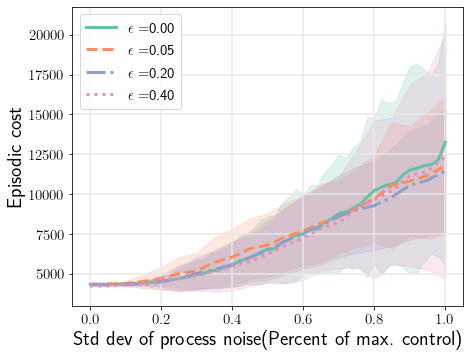 Episodic cost
20000
17500
15000
12500
10000
7500
5000
ϵ =0.00
ϵ =0.05
ϵ =0.20
ϵ =0.40
0.0 0.2 0.4 0.6 0.8 1.0
Std dev of process noise(Percent of max. control)